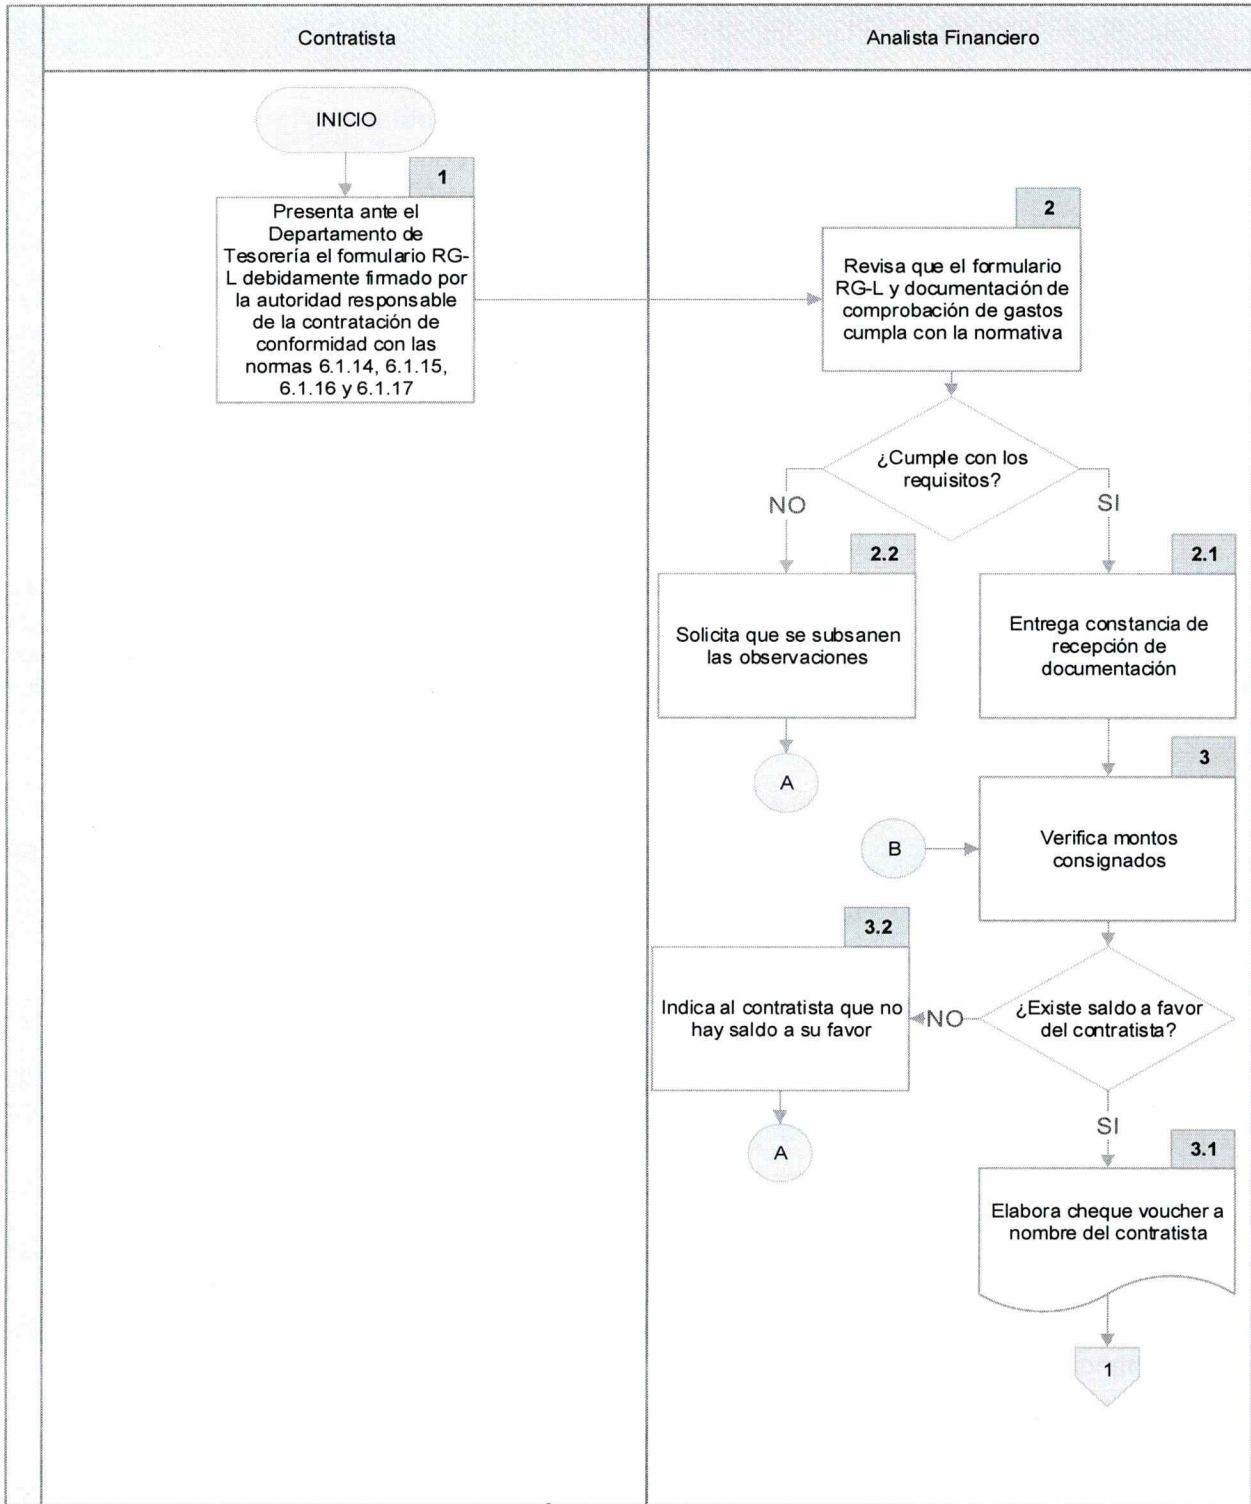 Contratista
Analista Financiero
INICIO
1
Presenta ante el
Departamento de
Tesorería el formulario RG-
L debidamente firmado por
la autoridad responsable
de la contratación de
conformidad con las
normas 6.1.14, 6.1.15,
6.1.16 y 6.1.17
2
Revisa que el formulario
RG-L y documentación de
comprobación de gastos
cumpla con la normativa
¿Cumple con los
requisitos?
NO
SI
2.2
Solicita que se subsanen
las observaciones
A
2.1
Entrega constancia de
recepción de
documentación
3
Verifica montos
consignados
B
¿Existe saldo a favor
del contratista?
NO
3.2
Indica al contratista que no
hay saldo a su favor
A
SI
3.1
Elabora cheque voucher a
nombre del contratista
1